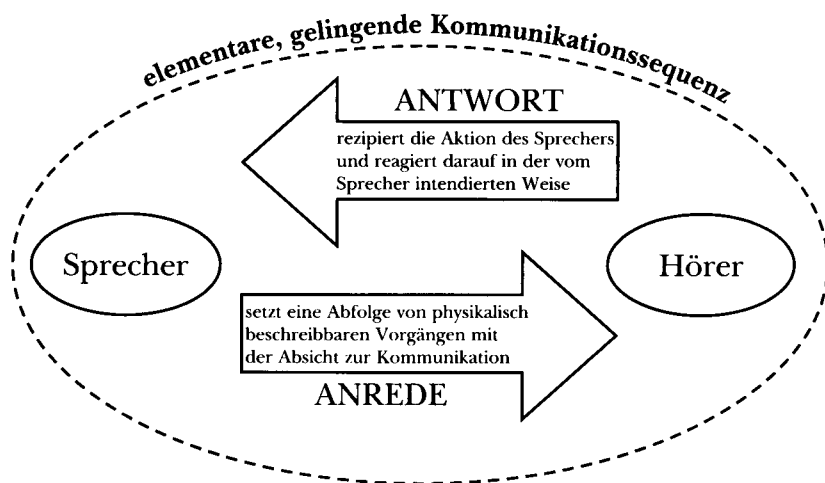 elementare, gelingende Kommunikationssequenz
ANTWORT
rezipiert die Aktion des Sprechers
und reagiert darauf in der vom
Sprecher intendierten Weise
Sprecher
Hörer
setzt eine Abfolge von physikalisch
beschreibbaren Vorgängen mit
der Absicht zur Kommunikation
ANREDE